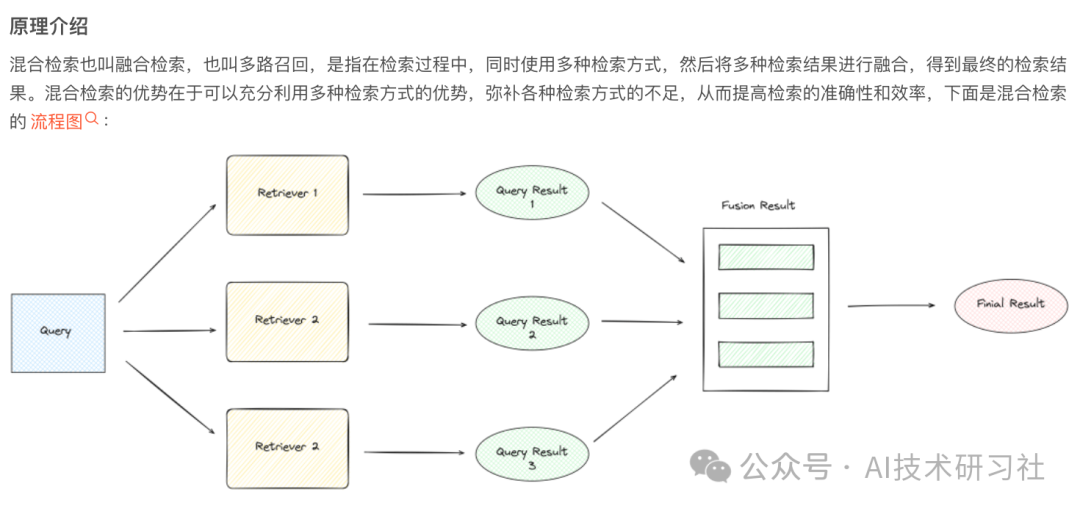 原理介绍
混合检索也叫融合检索，也叫多路召回，是指在检索过程中，同时使用多种检索方式，然后将多种检索结果进行融合，得到最终的检索结
果。混合检索的优势在于可以充分利用多种检索方式的优势，弥补各种检索方式的不足，从而提高检索的准确性和效率，下面是混合检索
的 流程图：
Retriever 1
Query Result
1
Fusion Result
Query
Retriever 2
Query Result
2
Finial Result
Retriever 2
Query Result
3
公众号 · AI技术研习社